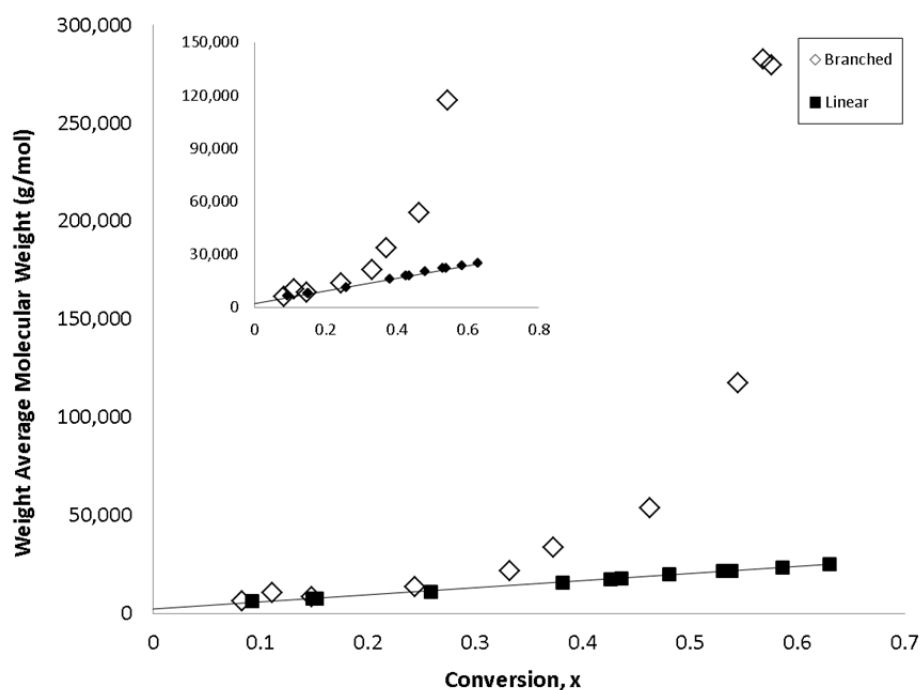 300,000
250,000
200,000
150,000
100,000
50,000
0
0 0.1 0.2 0.3 0.4 0.5 0.6 0.7
Weight Average Molecular Weight (g/mol)
Conversion, x
150,000
120,000
90,000
60,000
30,000
0
0 0.2 0.4 0.6 0.8
Branched
Linear